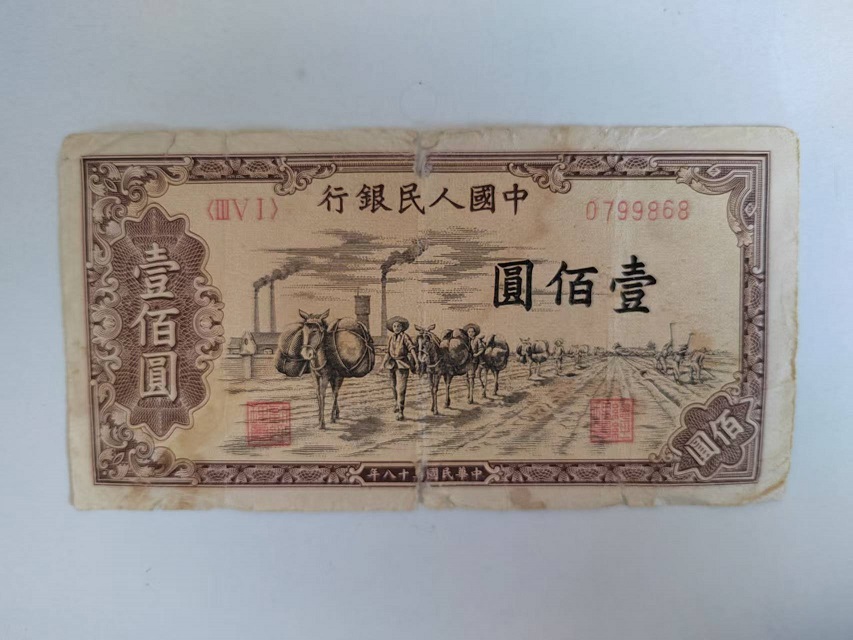 中國人民銀行
〈III V I〉
0799868
壹佰圓
壹佰圓
佰圓
中華民國 十八年